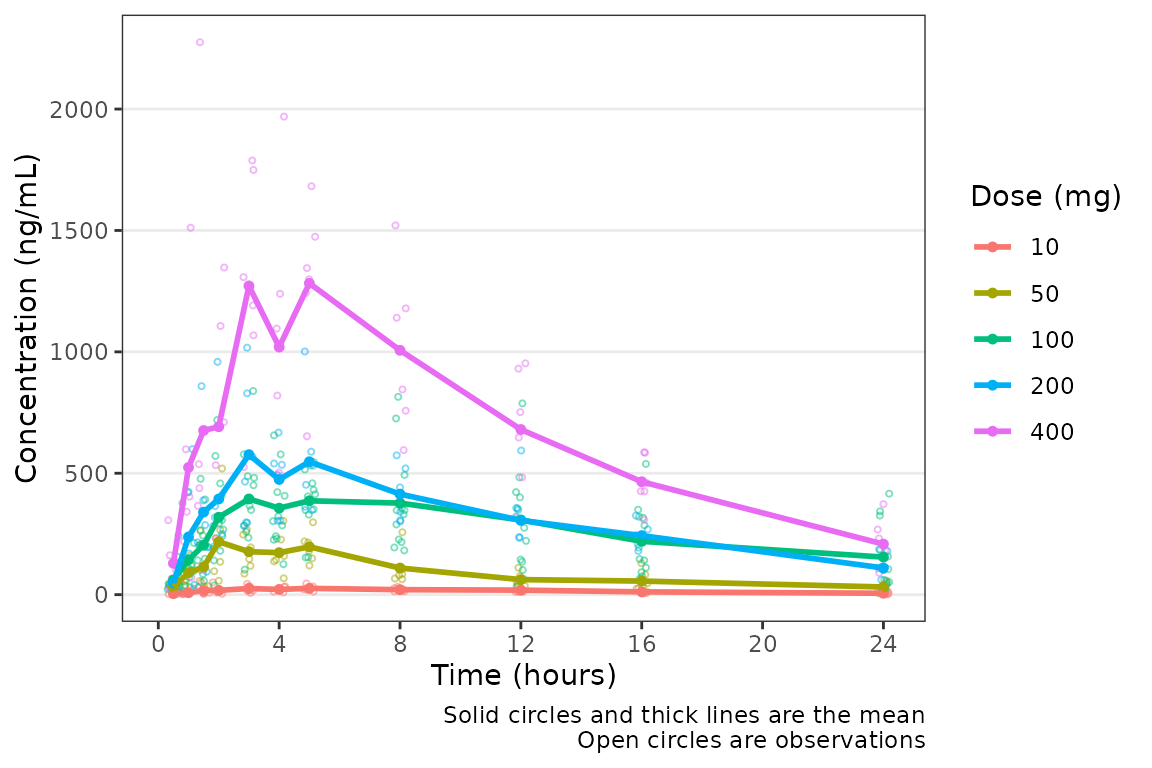 Concentration (ng/mL)
2000
1500
1000
500
0
0 4 8 12 16 20 24
Time (hours)
Solid circles and thick lines are the mean
Open circles are observations
Dose (mg)
10
50
100
200
400